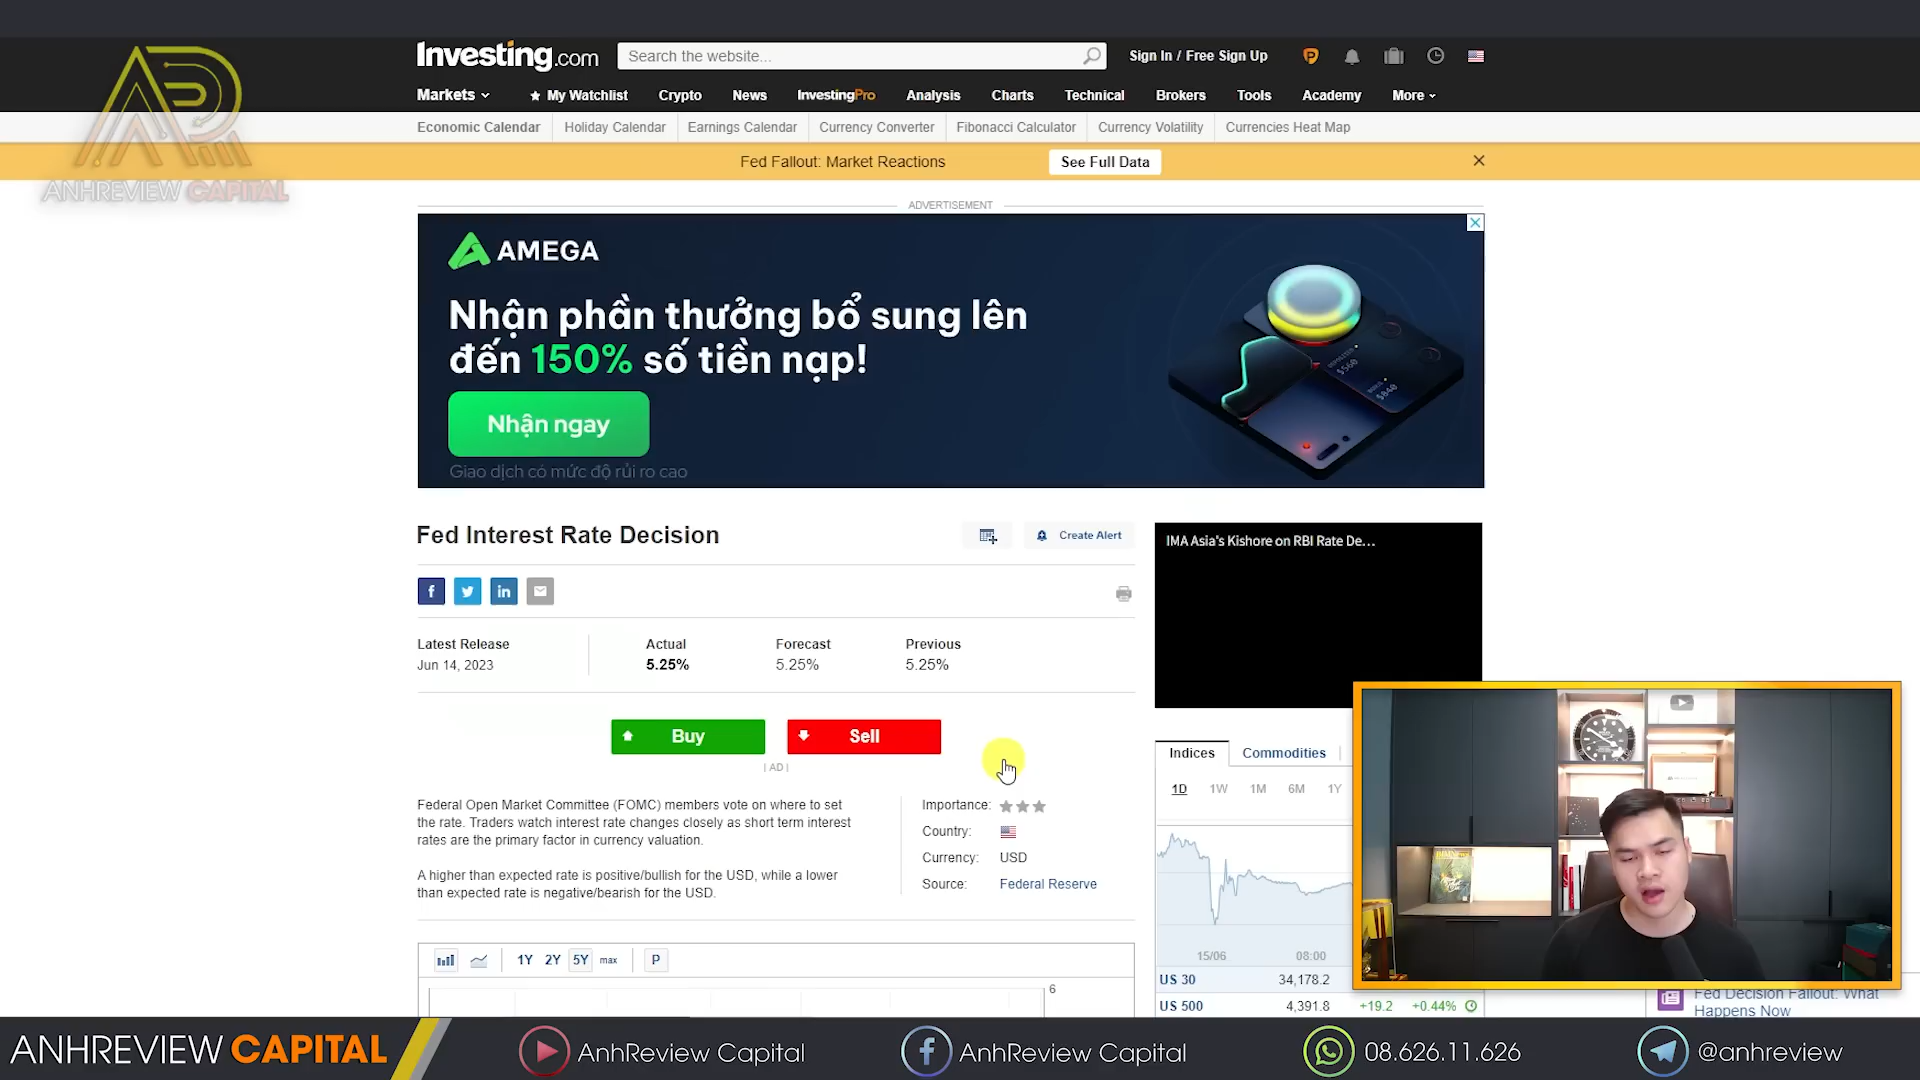 Investing.com
Search the website...
Sign In / Free Sign Up
Markets
My Watchlist
Crypto
News
InvestingPro
Analysis
Charts
Technical
Brokers
Tools
Academy
More
Economic Calendar
Holiday Calendar
Earnings Calendar
Currency Converter
Fibonacci Calculator
Currency Volatility
Currencies Heat Map
Fed Fallout: Market Reactions
See Full Data
ANHREVIEW CAPITAL
ADVERTISEMENT
AMEGA
Nhận phần thưởng bổ sung lên
đến 150% số tiền nạp!
Nhận ngay
Giao dịch có mức độ rủi ro cao
$560
$840
Fed Interest Rate Decision
Create Alert
IMA Asia's Kishore on RBI Rate De...
Latest Release
Jun 14, 2023
Actual
5.25%
Forecast
5.25%
Previous
5.25%
Buy
Sell
| AD |
Federal Open Market Committee (FOMC) members vote on where to set
the rate. Traders watch interest rate changes closely as short term interest
rates are the primary factor in currency valuation.
A higher than expected rate is positive/bullish for the USD, while a lower
than expected rate is negative/bearish for the USD.
Importance:
Country:
Currency: USD
Source: Federal Reserve
Indices
Commodities
1D 1W 1M 6M 1Y
15/06 08:00
US 30 34,178.2
US 500 4,391.8 +19.2 +0.44%
1Y 2Y 5Y max P
6
Fed Decision Fallout: What
Happens Now
ANHREVIEW CAPITAL
AnhReview Capital
AnhReview Capital
08.626.11.626
@anhreview